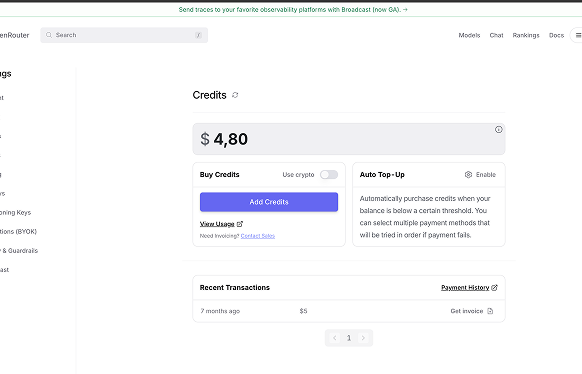 Send traces to your favorite observability platforms with Broadcast (now GA). →
enRouter
Search
/
Models
Chat
Rankings
Docs
ngs
Credits
$ 4,80
Buy Credits
Use crypto
Add Credits
View Usage
Need Invoicing? Contact Sales
Auto Top-Up
Enable
Automatically purchase credits when your
balance is below a certain threshold. You
can select multiple payment methods that
will be tried in order if payment fails.
oning Keys
tions (BYOK)
& Guardrails
ast
Recent Transactions
Payment History
7 months ago
$5
Get invoice
1